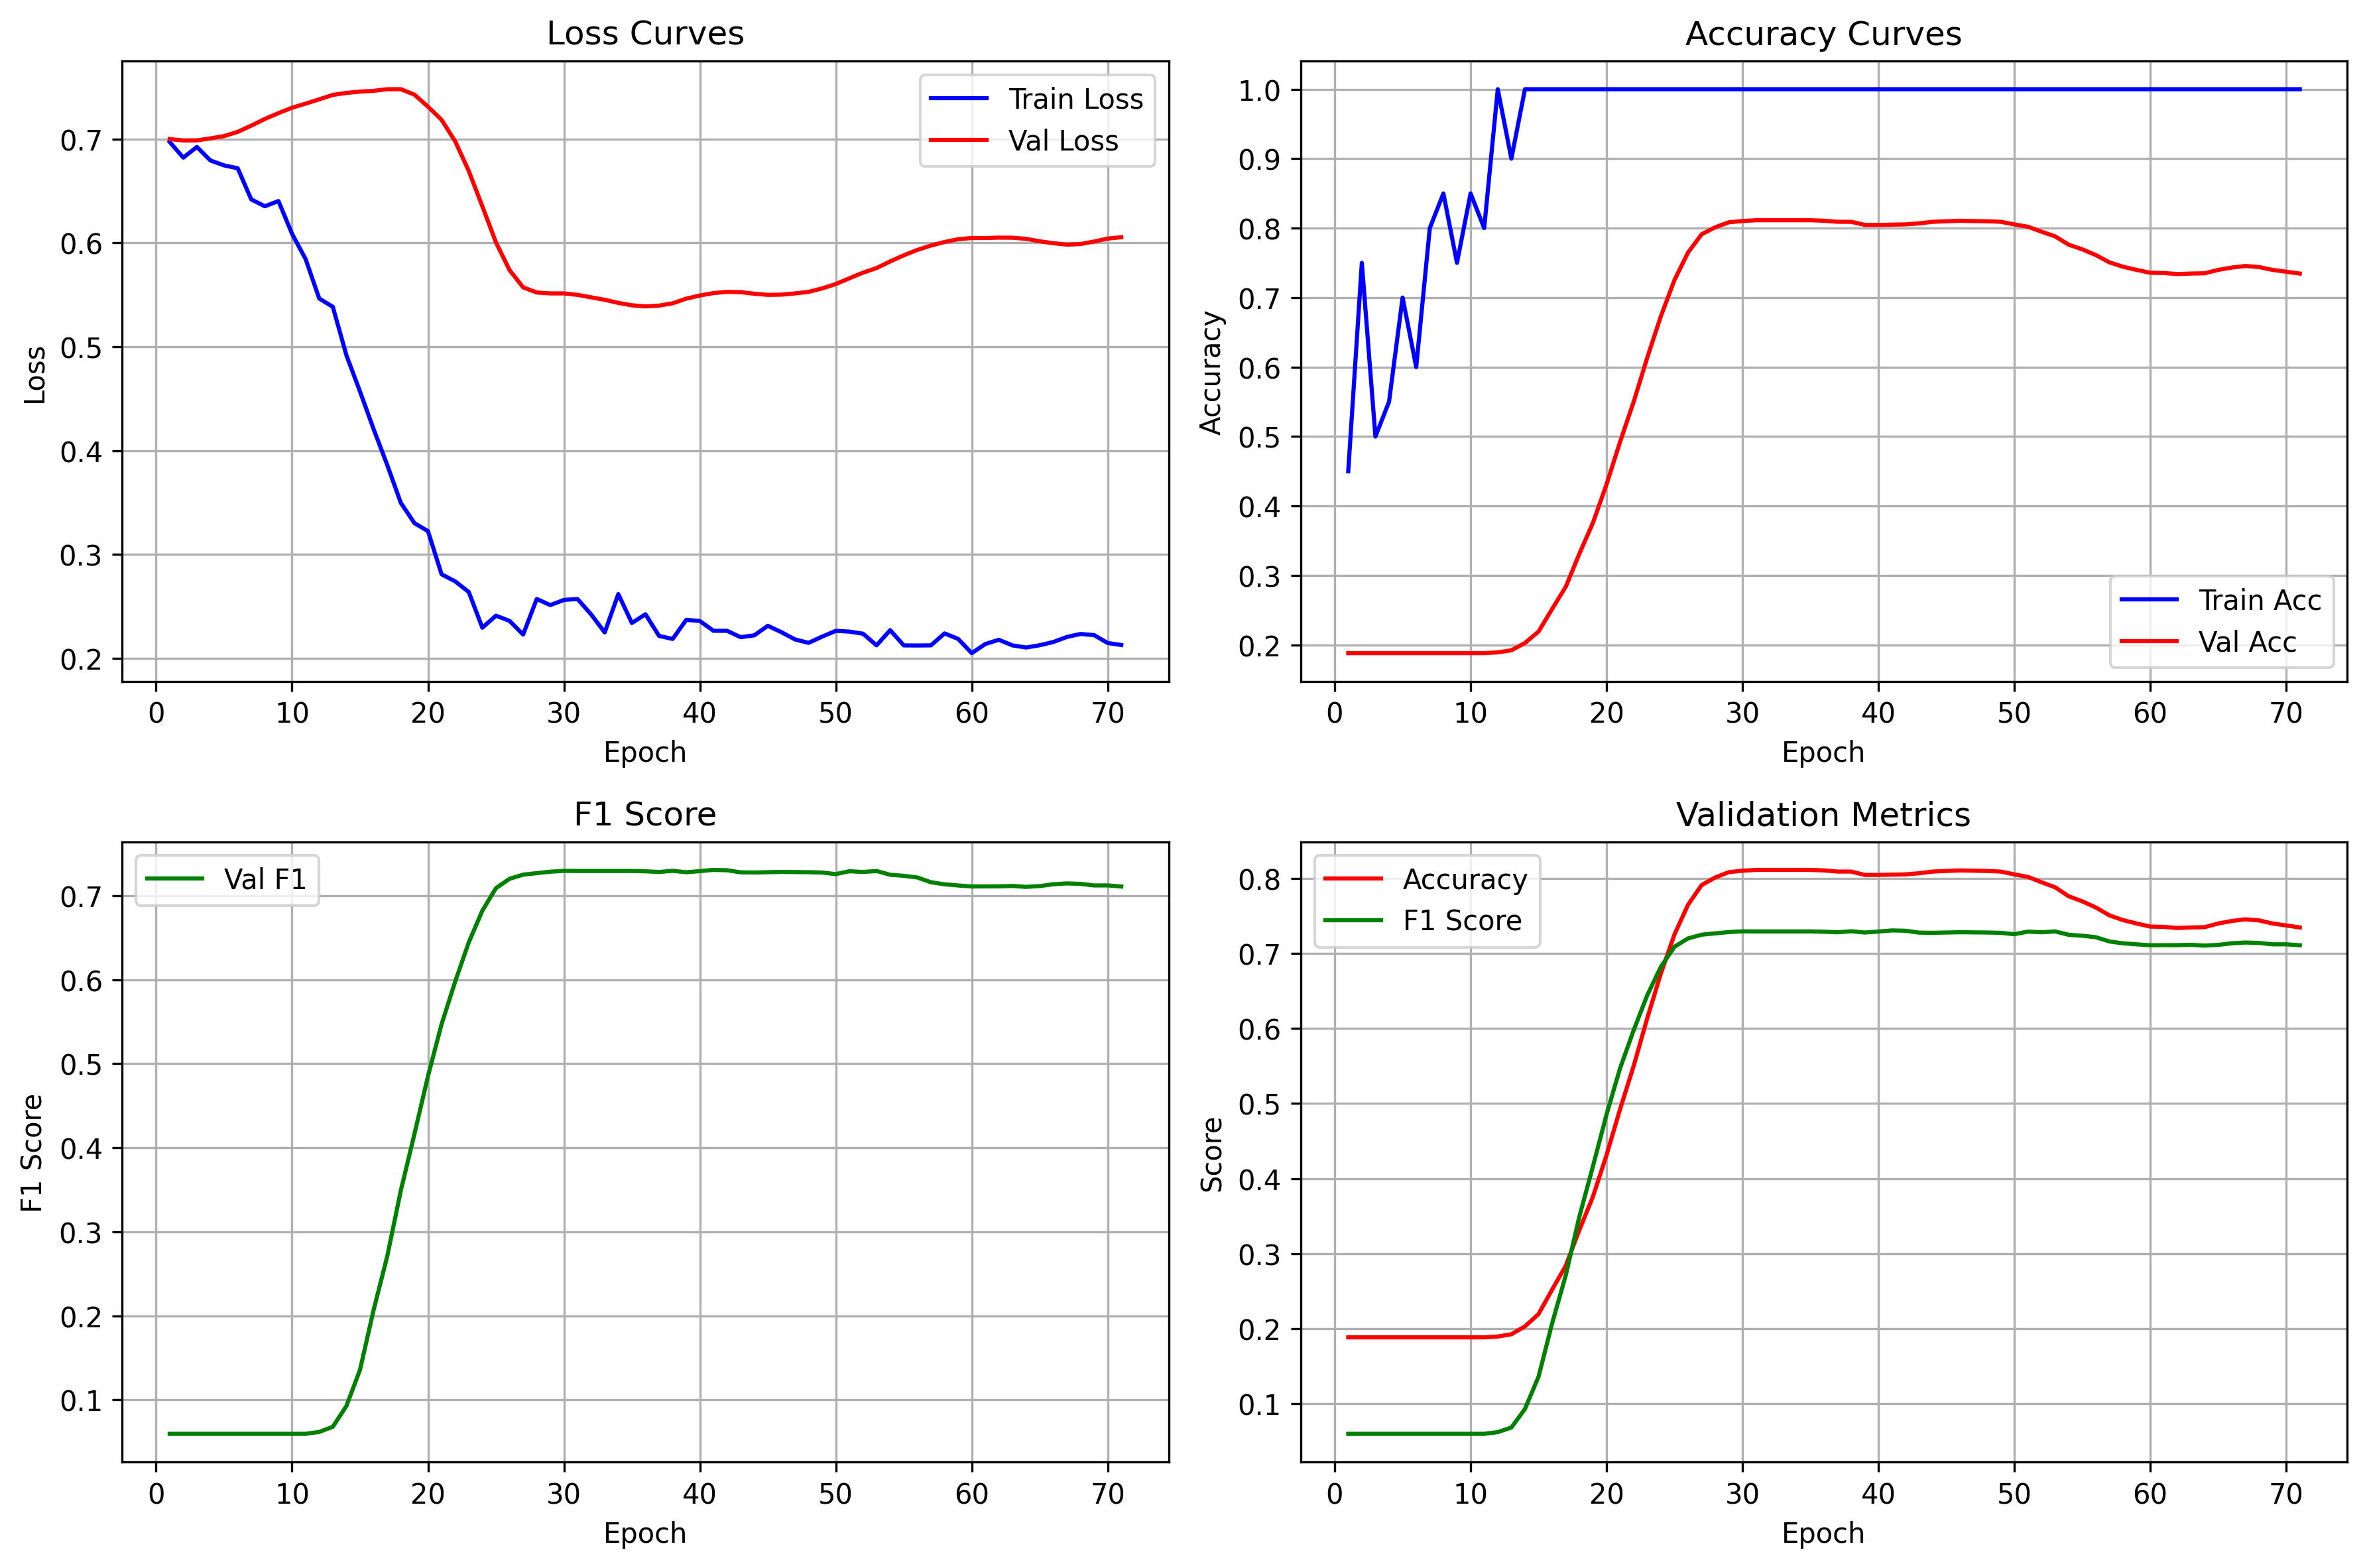 Loss Curves
Train Loss
Val Loss
Loss
0.7
0.6
0.5
0.4
0.3
0.2
0 10 20 30 40 50 60 70
Epoch
Accuracy Curves
Train Acc
Val Acc
Accuracy
1.0
0.9
0.8
0.7
0.6
0.5
0.4
0.3
0.2
0 10 20 30 40 50 60 70
Epoch
F1 Score
Val F1
F1 Score
0.7
0.6
0.5
0.4
0.3
0.2
0.1
0 10 20 30 40 50 60 70
Epoch
Validation Metrics
Accuracy
F1 Score
Score
0.8
0.7
0.6
0.5
0.4
0.3
0.2
0.1
0 10 20 30 40 50 60 70
Epoch